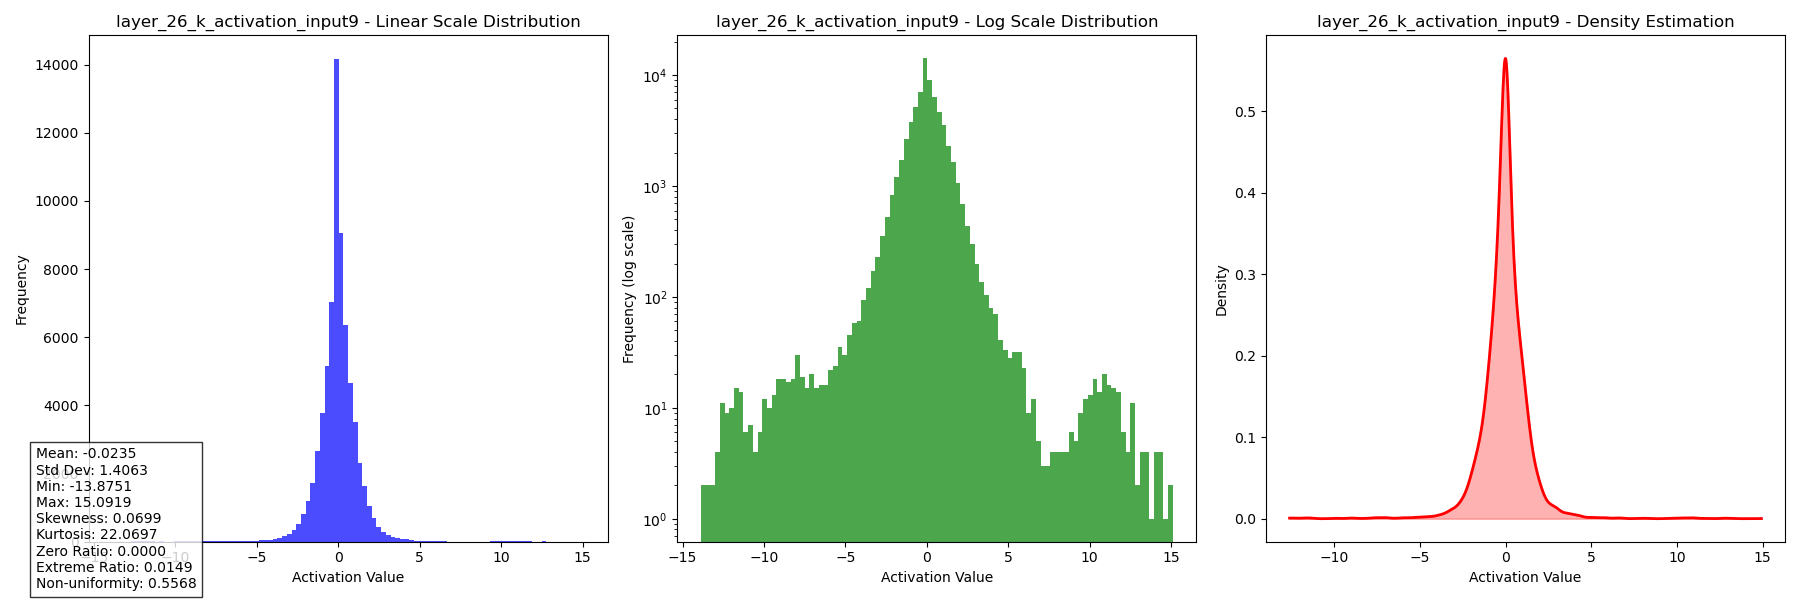 layer_26_k_activation_input9 - Linear Scale Distribution
14000
12000
10000
8000
6000
4000
Frequency
−5
0
5
10
15
Activation Value
Mean: -0.0235
Std Dev: 1.4063
Min: -13.8751
Max: 15.0919
Skewness: 0.0699
Kurtosis: 22.0697
Zero Ratio: 0.0000
Extreme Ratio: 0.0149
Non-uniformity: 0.5568
layer_26_k_activation_input9 - Log Scale Distribution
10^4
10^3
10^2
10^1
10^0
Frequency (log scale)
−15
−10
−5
0
5
10
15
Activation Value
layer_26_k_activation_input9 - Density Estimation
0.5
0.4
0.3
0.2
0.1
0.0
Density
−10
−5
0
5
10
15
Activation Value